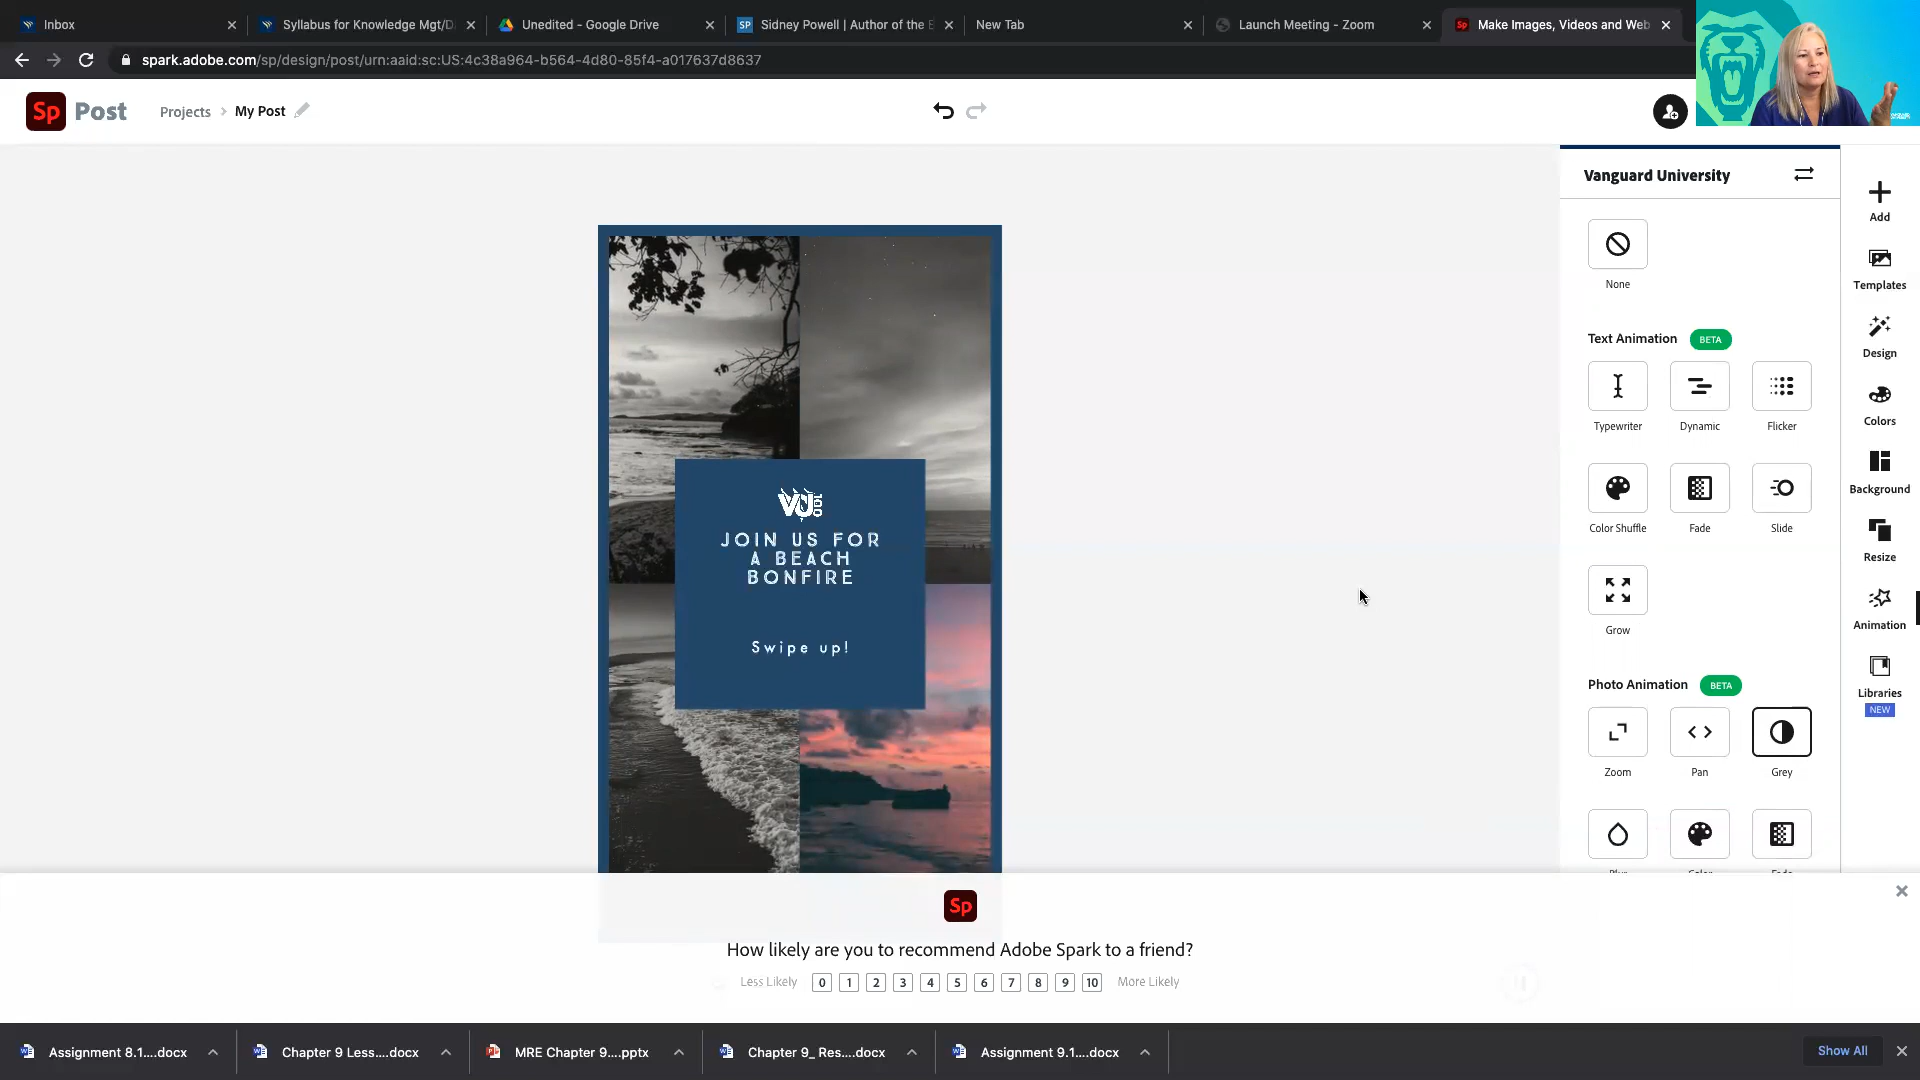 Inbox
Syllabus for Knowledge Mgt/D
Unedited - Google Drive
SP Sidney Powell | Author of the
New Tab
Launch Meeting - Zoom
Sp Make Images, Videos and Web
spark.adobe.com/sp/design/post/urn:aaid:sc:US:4c38a964-b564-4d80-85f4-a017637d8637
Sp Post
Projects > My Post
Vanguard University
None
Text Animation BETA
Typewriter Dynamic Flicker
Color Shuffle Fade Slide
Grow
Photo Animation BETA
Zoom Pan Grey
Add
Templates
Design
Colors
Background
Resize
Animation
Libraries
NEW
VU 100
JOIN US FOR
A BEACH
BONFIRE
Swipe up!
Sp
How likely are you to recommend Adobe Spark to a friend?
Less Likely 0 1 2 3 4 5 6 7 8 9 10 More Likely
Assignment 8.1....docx
Chapter 9 Less....docx
MRE Chapter 9....pptx
Chapter 9_ Res....docx
Assignment 9.1....docx
Show All